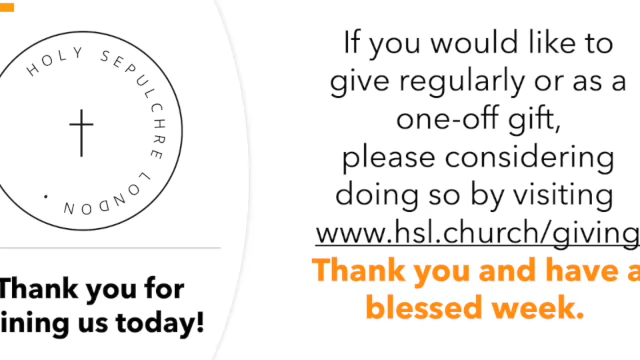 HOLY SEPULCHRE LONDON •
Thank you for
ining us today!
If you would like to
give regularly or as a
one-off gift,
please considering
doing so by visiting
www.hsl.church/giving
Thank you and have a
blessed week.